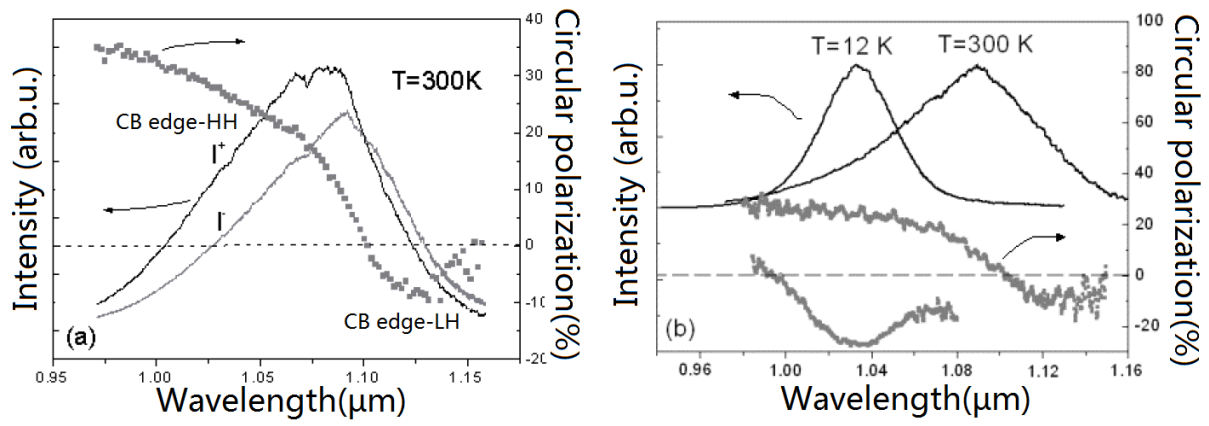 Intensity (arb.u.)
T=300K
CB edge-HH
I+
I-
CB edge-LH
(a)
40
30
20
10
0
-10
-20
Circular polarization(%)
0.95
1.00
1.05
1.10
1.15
Wavelength(μm)
Intensity (arb.u.)
T=12 K
T=300 K
(b)
100
80
60
40
20
0
-20
Circular polarization(%)
0.96
1.00
1.04
1.08
1.12
1.16
Wavelength(μm)